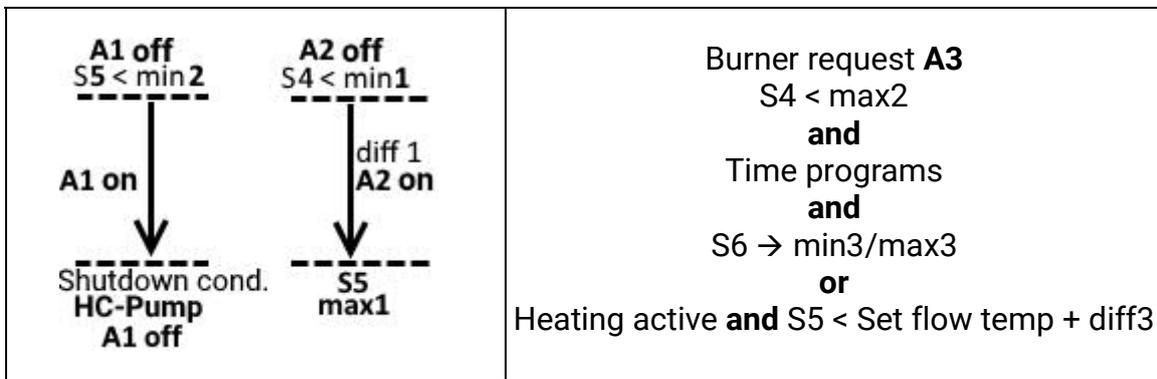 A1 off
S5 < min2
A1 on
Shutdown cond.
HC-Pump
A1 off
A2 off
S4 < min1
diff 1
A2 on
S5
max1
Burner request A3
S4 < max2
and
Time programs
and
S6 → min3/max3
or
Heating active and S5 < Set flow temp + diff3